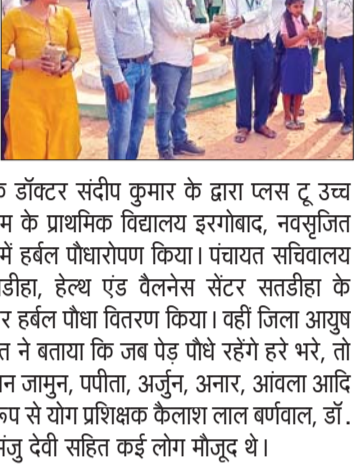 डॉक्टर संदीप कुमार के द्वारा प्लस टू उच्च
के प्राथमिक विद्यालय इरगोबाद, नवसृजित
में हर्बल पौधारोपण किया। पंचायत सचिवालय
हेल्थ एंड वैलनेस सेंटर सतडीहा के
हर्बल पौधा वितरण किया। वहीं जिला आयुष
ने बताया कि जब पेड़ पौधे रहेंगे हरे भरे, तो
जामुन, पपीता, अर्जुन, अनार, आंवला आदि
से योग प्रशिक्षक कैलाश लाल बर्णवाल, डॉ.
देवी सहित कई लोग मौजूद थे।